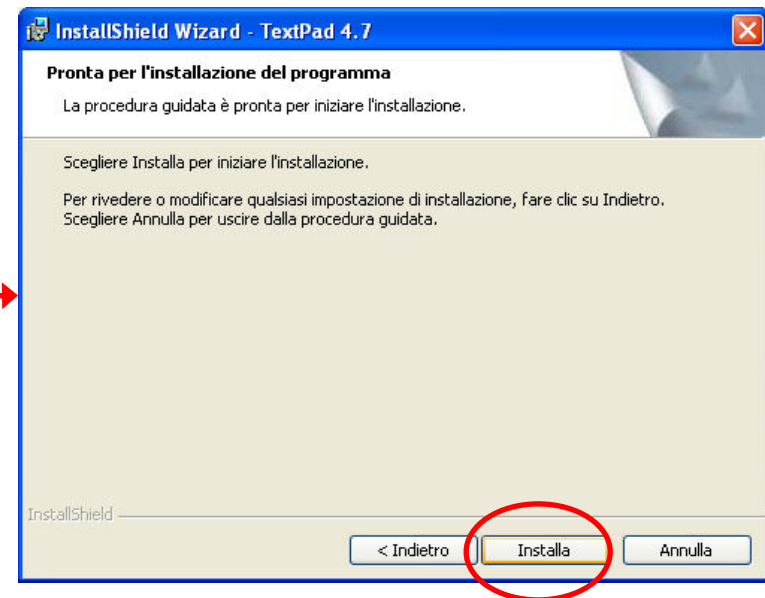 InstallShield Wizard - TextPad 4.7
Pronta per l'installazione del programma
La procedura guidata è pronta per iniziare l'installazione.
Scegliere Installa per iniziare l'installazione.
Per rivedere o modificare qualsiasi impostazione di installazione, fare clic su Indietro.
Scegliere Annulla per uscire dalla procedura guidata.
InstallShield
< Indietro Installa Annulla